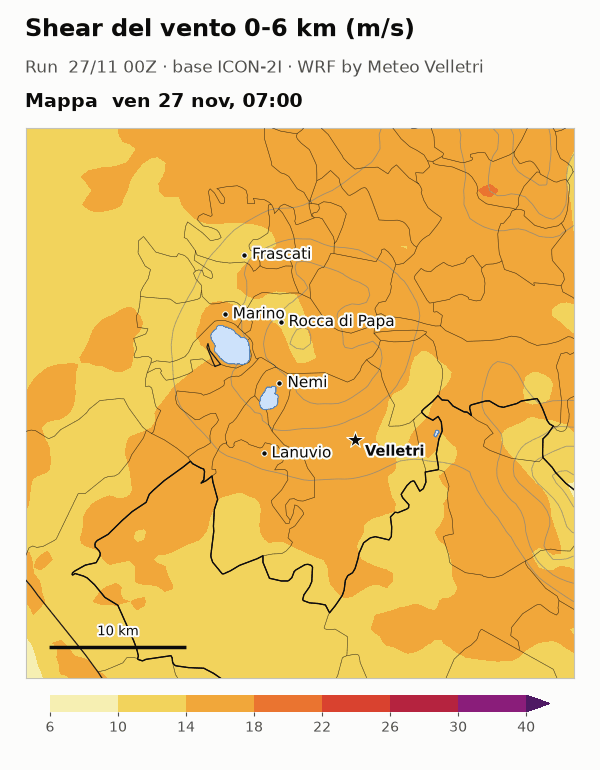 Shear del vento 0-6 km (m/s)
Run  27/11 00Z · base ICON-2I · WRF by Meteo Velletri
Mappa  ven 27 nov, 07:00
Frascati
Marino
Rocca di Papa
Nemi
Velletri
Lanuvio
10 km
6 10 14 18 22 26 30 40